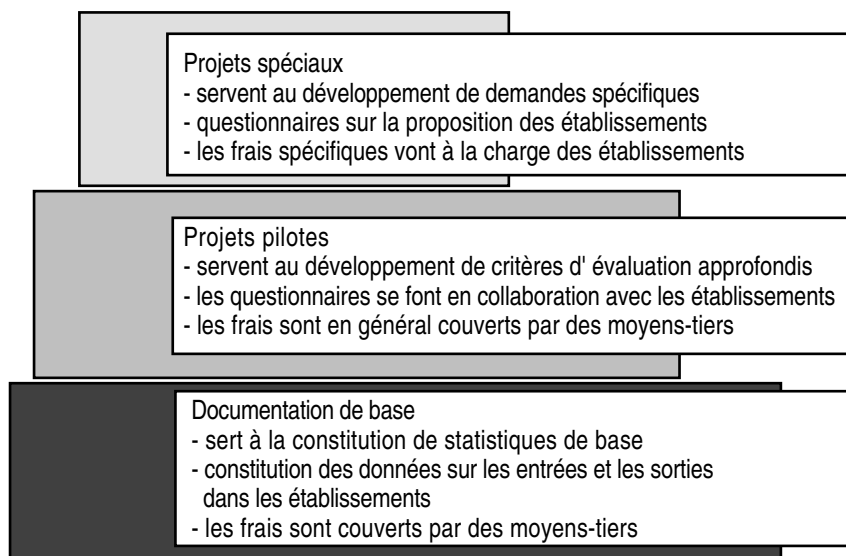 Projets spéciaux
- servent au développement de demandes spécifiques
- questionnaires sur la proposition des établissements
- les frais spécifiques vont à la charge des établissements
Projets pilotes
- servent au développement de critères d' évaluation approfondis
- les questionnaires se font en collaboration avec les établissements
- les frais sont en général couverts par des moyens-tiers
Documentation de base
- sert à la constitution de statistiques de base
- constitution des données sur les entrées et les sorties
dans les établissements
- les frais sont couverts par des moyens-tiers